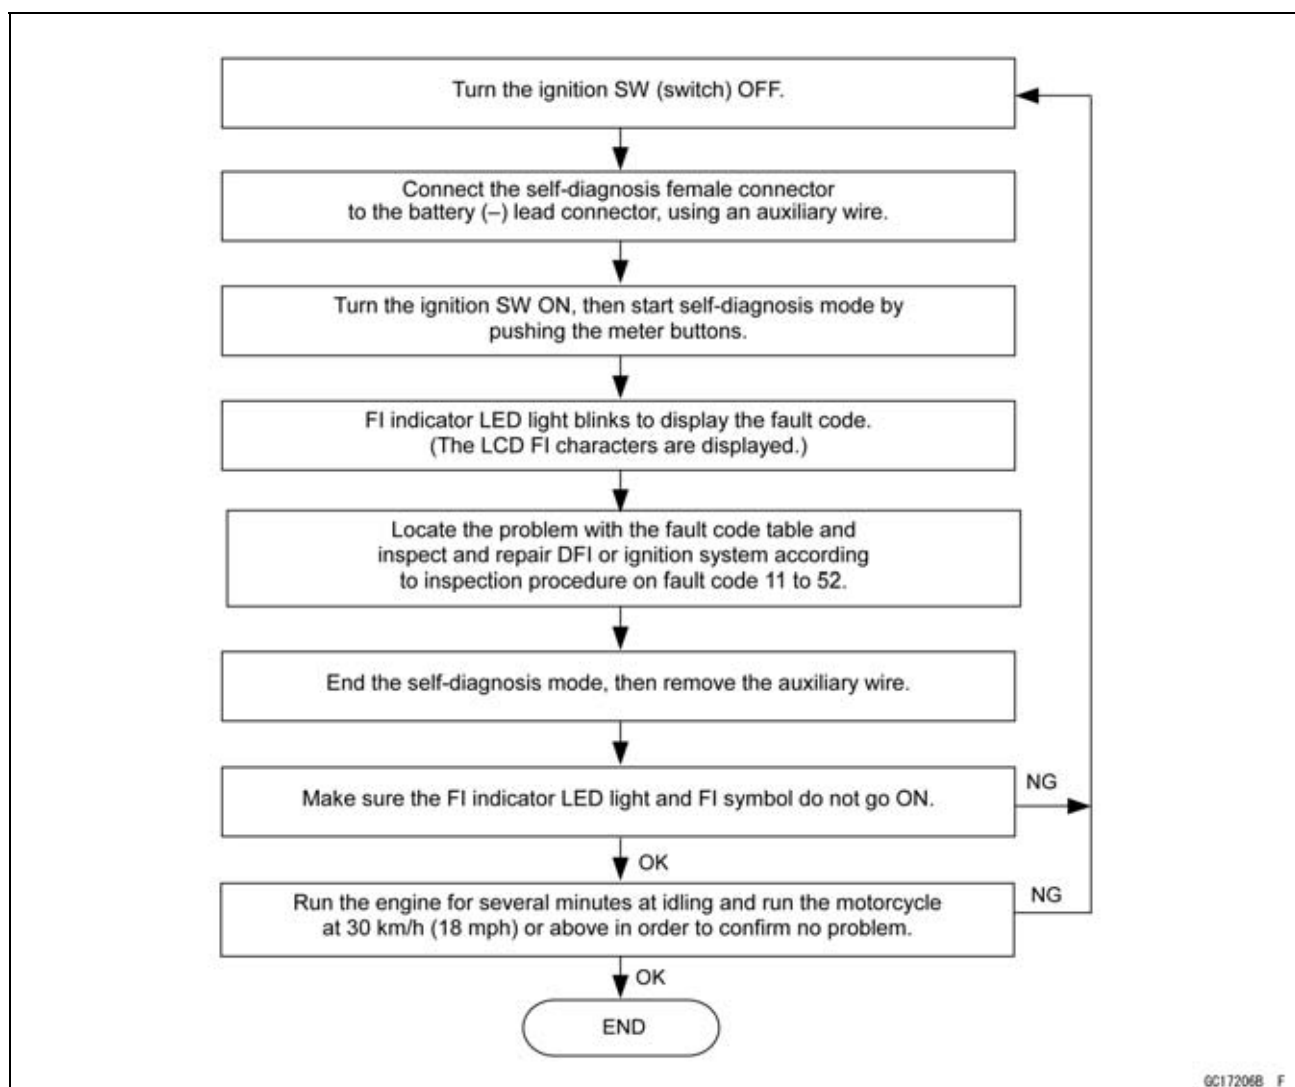 Turn the ignition SW (switch) OFF.
Connect the self-diagnosis female connector
to the battery (–) lead connector, using an auxiliary wire.
Turn the ignition SW ON, then start self-diagnosis mode by
pushing the meter buttons.
FI indicator LED light blinks to display the fault code.
(The LCD FI characters are displayed.)
Locate the problem with the fault code table and
inspect and repair DFI or ignition system according
to inspection procedure on fault code 11 to 52.
End the self-diagnosis mode, then remove the auxiliary wire.
Make sure the FI indicator LED light and FI symbol do not go ON.
NG
OK
Run the engine for several minutes at idling and run the motorcycle
at 30 km/h (18 mph) or above in order to confirm no problem.
NG
OK
END
GC17206B F